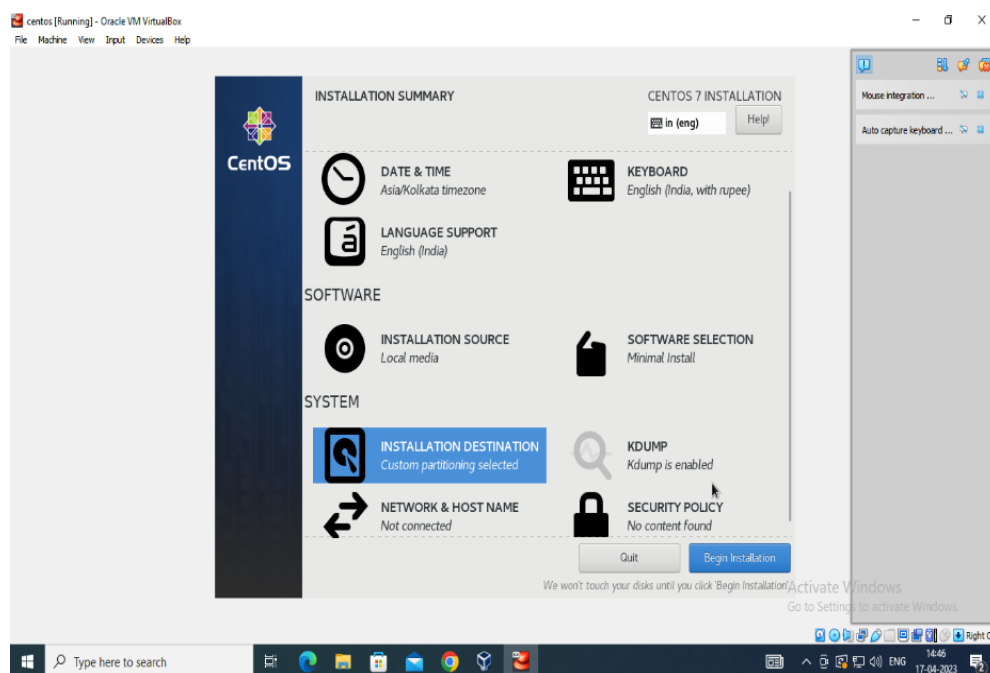 centos [Running] - Oracle VM VirtualBox
File Machine View Input Devices Help
INSTALLATION SUMMARY
CENTOS 7 INSTALLATION
in (eng)
Help!
CentOS
DATE & TIME
Asia/Kolkata timezone
KEYBOARD
English (India, with rupee)
LANGUAGE SUPPORT
English (India)
SOFTWARE
INSTALLATION SOURCE
Local media
SOFTWARE SELECTION
Minimal Install
SYSTEM
INSTALLATION DESTINATION
Custom partitioning selected
KDUMP
Kdump is enabled
NETWORK & HOST NAME
Not connected
SECURITY POLICY
No content found
Quit
Begin Installation
We won't touch your disks until you click 'Begin Installation'.
Mouse integration ...
Auto capture keyboard ...
Activate Windows
Go to Settings to activate Windows.
Right C
Type here to search
ENG
14:46
17-04-2023
2